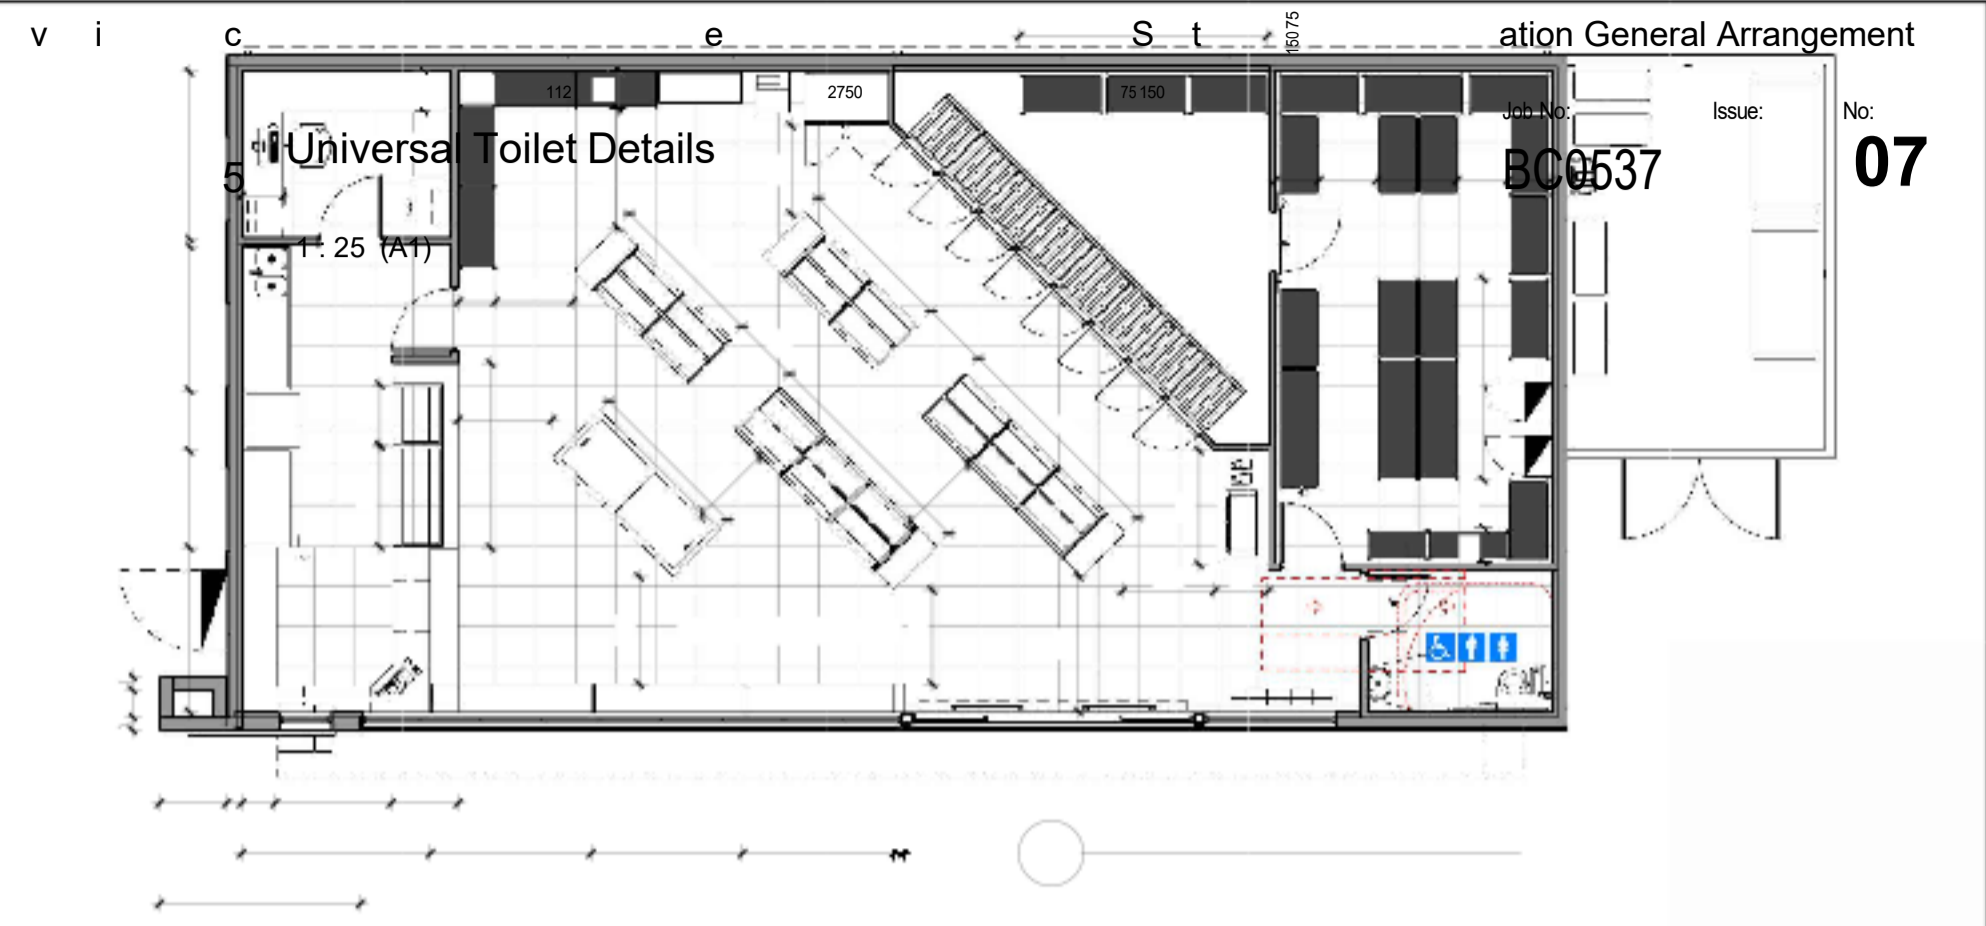 v i c e S t ation General Arrangement
150 75
112
2750
75 150
Job No:
Issue:
No:
5
Universal Toilet Details
BC0537
07
1 : 25 (A1)